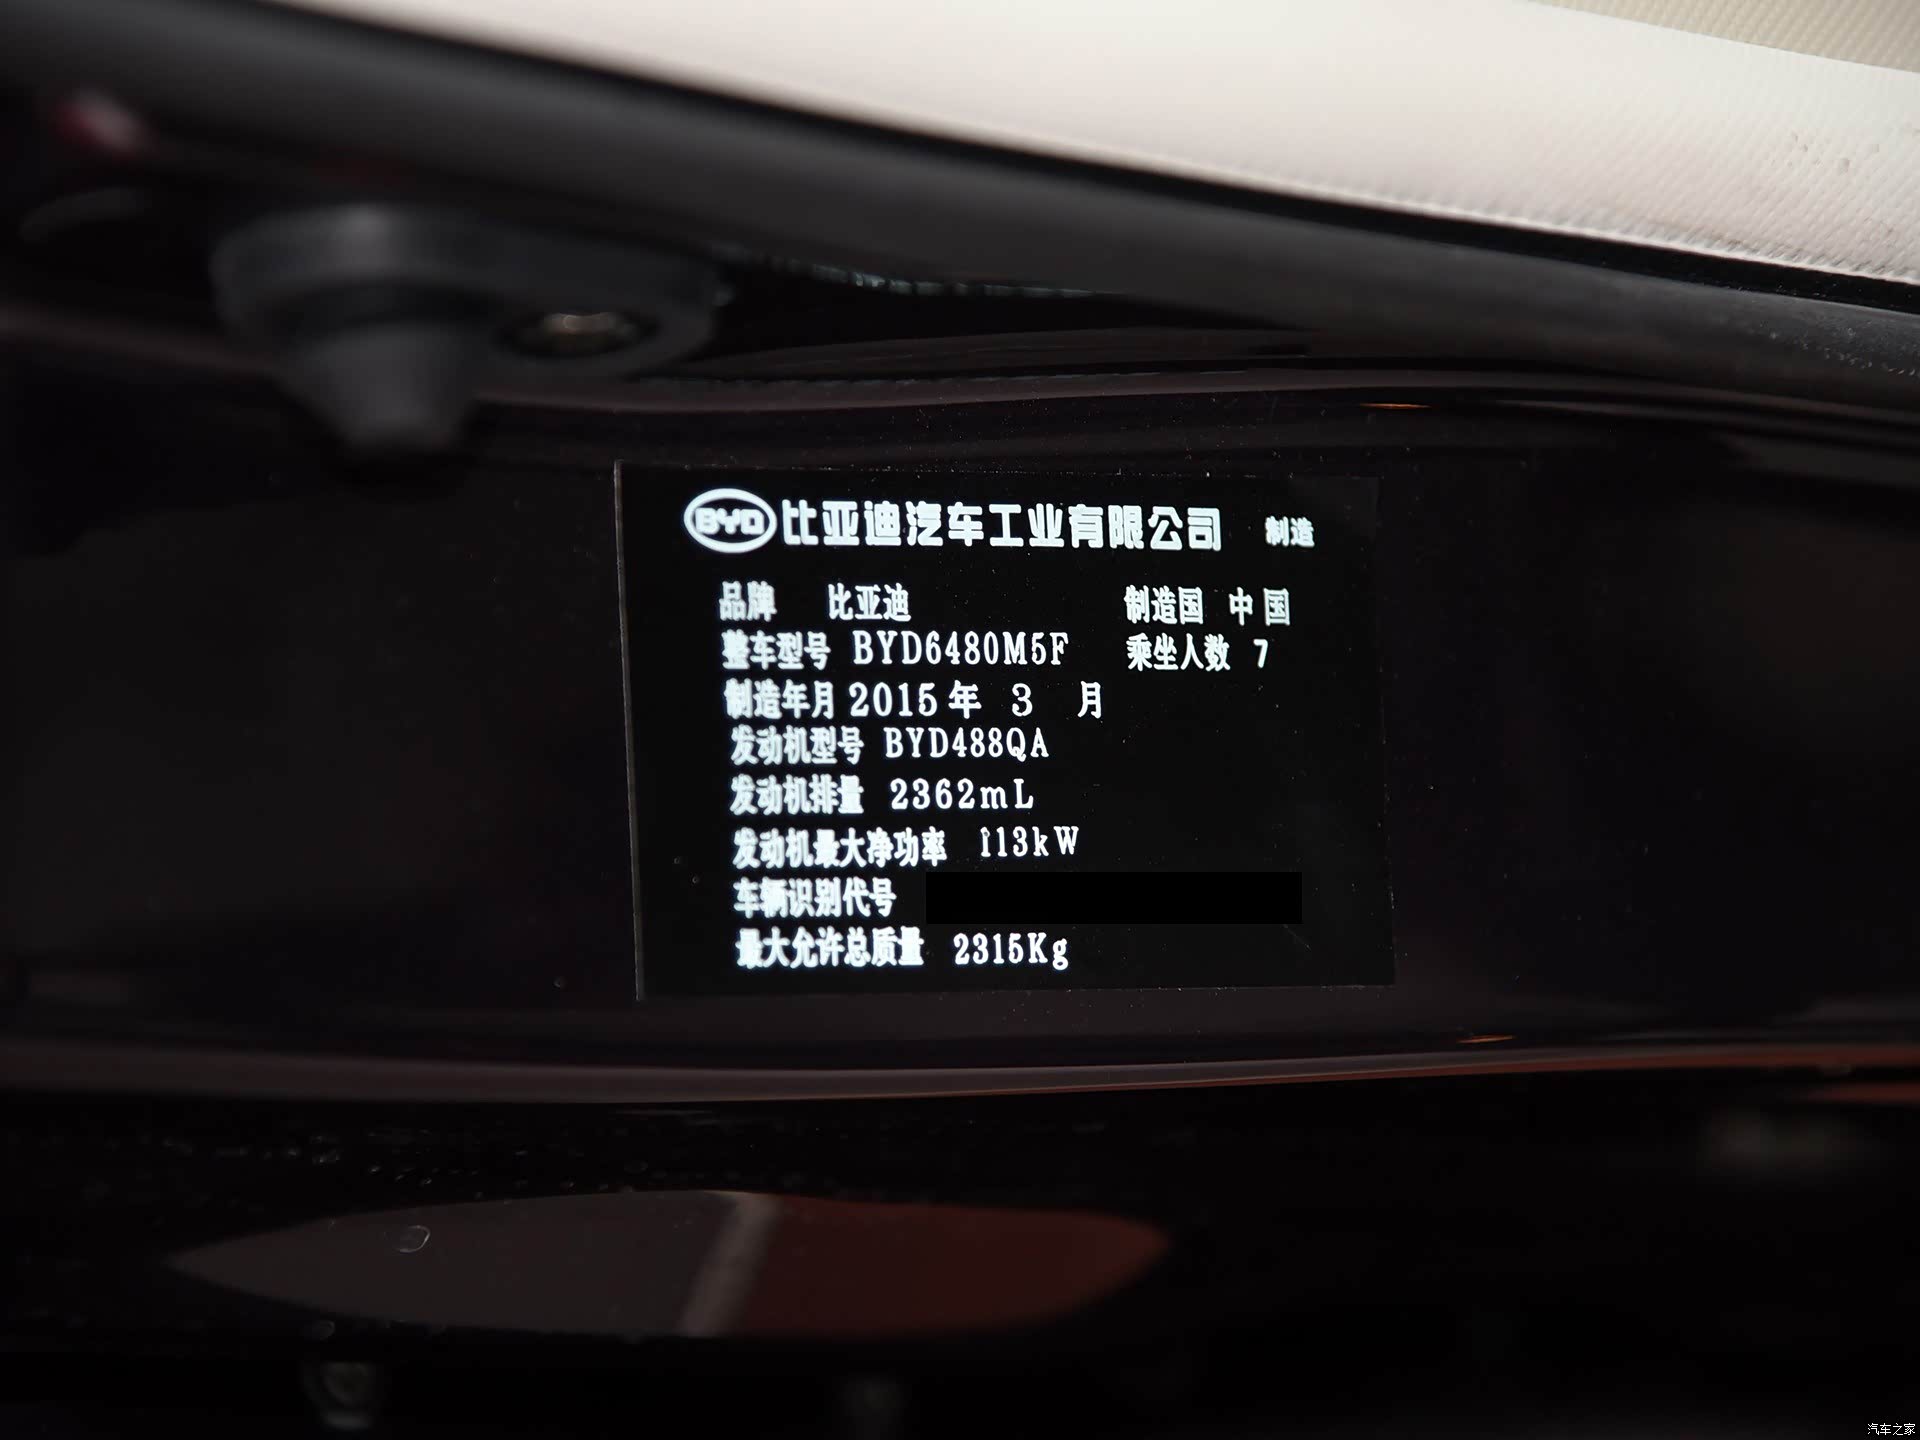 BYD 比亚迪汽车工业有限公司 制造
品牌 比亚迪 制造国 中国
整车型号 BYD6480M5F 乘坐人数 7
制造年月 2015年 3 月
发动机型号 BYD488QA
发动机排量 2362mL
发动机最大净功率 113kW
车辆识别代号
最大允许总质量 2315Kg
汽车之家